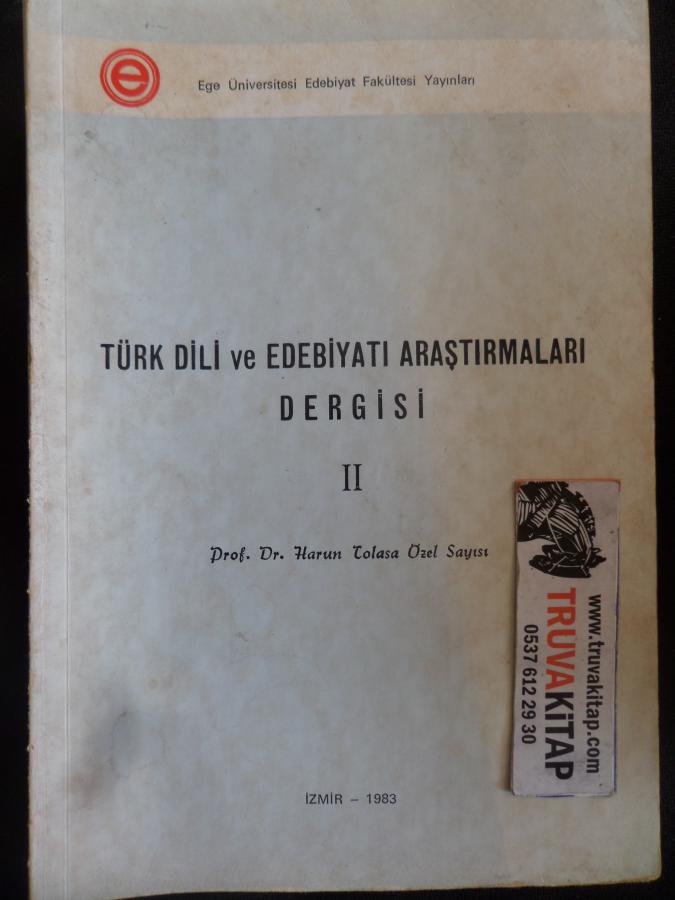 e
Ege Üniversitesi Edebiyat Fakültesi Yayınları
TÜRK DİLİ ve EDEBİYATI ARAŞTIRMALARI
DERGİSİ
II
Prof. Dr. Harun Tolasa Özel Sayısı
www.truvakitap.com
TRUVAKİTAP
0537 612 29 30
İZMİR – 1983